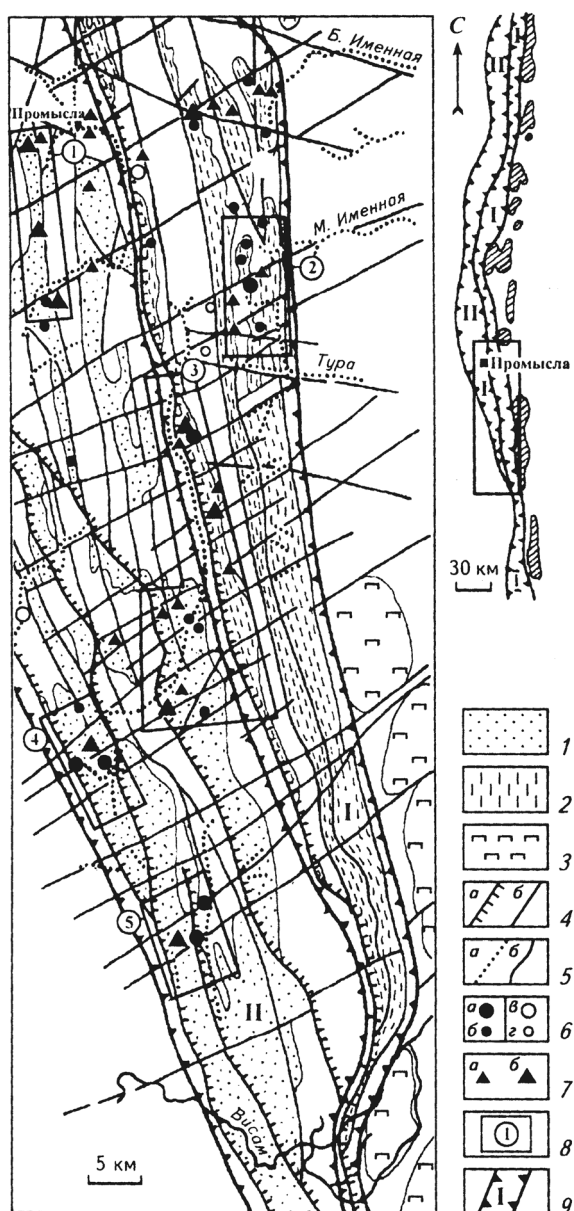 Б. Именная
Промысла
1
I
М. Именная
2
3
Тура
4
I
5
II
Висам
5 км
С
I
II
I
II
Промысла
I
30 км
I
1
2
3
а б 4
а б 5
а в
б г 6
а б 7
1 8
I 9